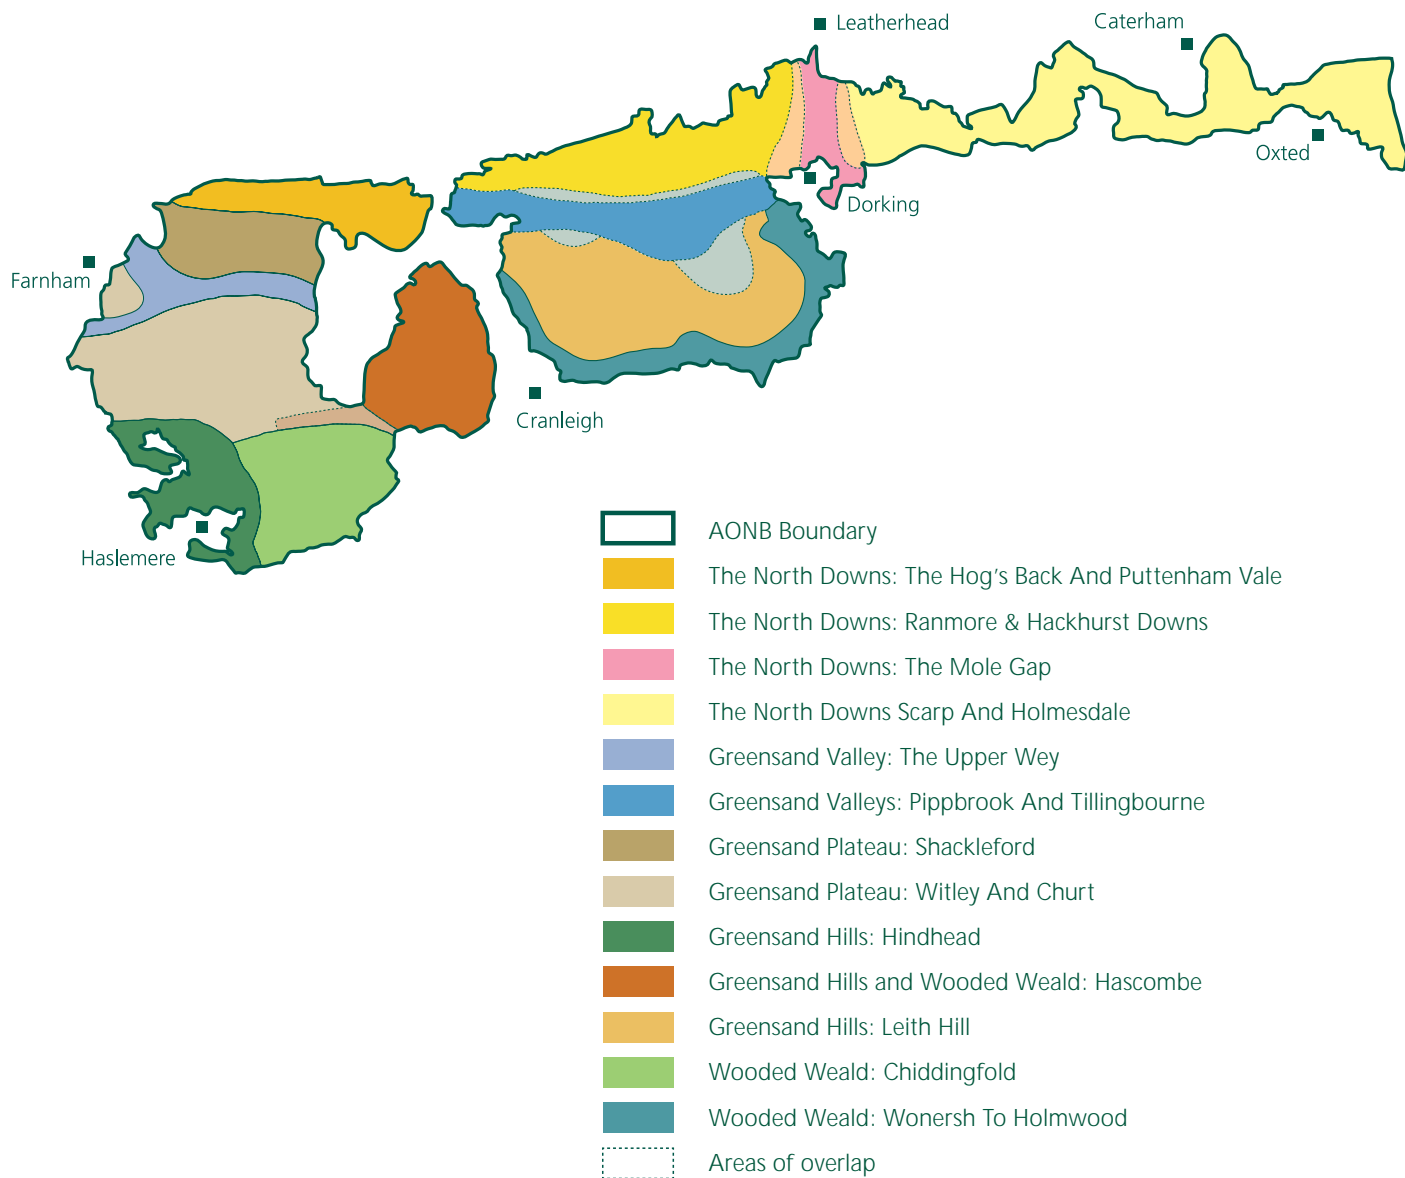 Leatherhead
Caterham
Oxted
Dorking
Farnham
Cranleigh
Haslemere
AONB Boundary
The North Downs: The Hog's Back And Puttenham Vale
The North Downs: Ranmore & Hackhurst Downs
The North Downs: The Mole Gap
The North Downs Scarp And Holmesdale
Greensand Valley: The Upper Wey
Greensand Valleys: Pippbrook And Tillingbourne
Greensand Plateau: Shackleford
Greensand Plateau: Witley And Churt
Greensand Hills: Hindhead
Greensand Hills and Wooded Weald: Hascombe
Greensand Hills: Leith Hill
Wooded Weald: Chiddingfold
Wooded Weald: Wonersh To Holmwood
Areas of overlap